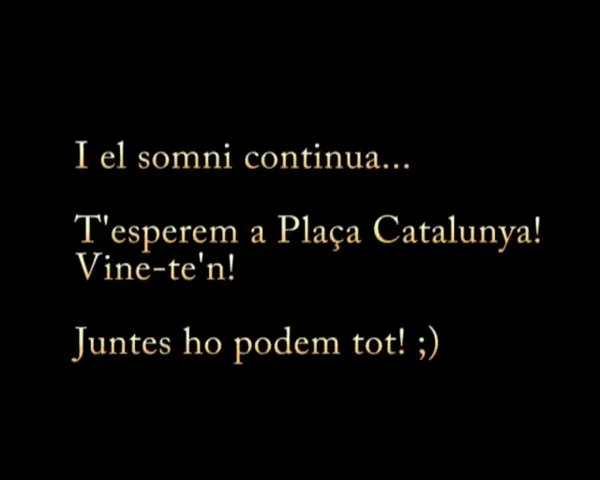 I el somni continua...
T'esperem a Plaça Catalunya!
Vine-te'n!
Juntes ho podem tot! ;)